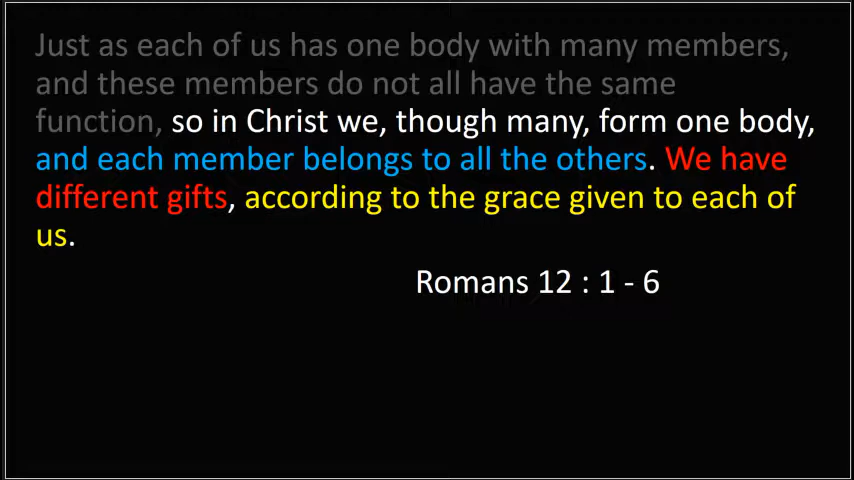 Just as each of us has one body with many members,
and these members do not all have the same
function, so in Christ we, though many, form one body,
and each member belongs to all the others. We have
different gifts, according to the grace given to each of
us.
Romans 12 : 1 - 6